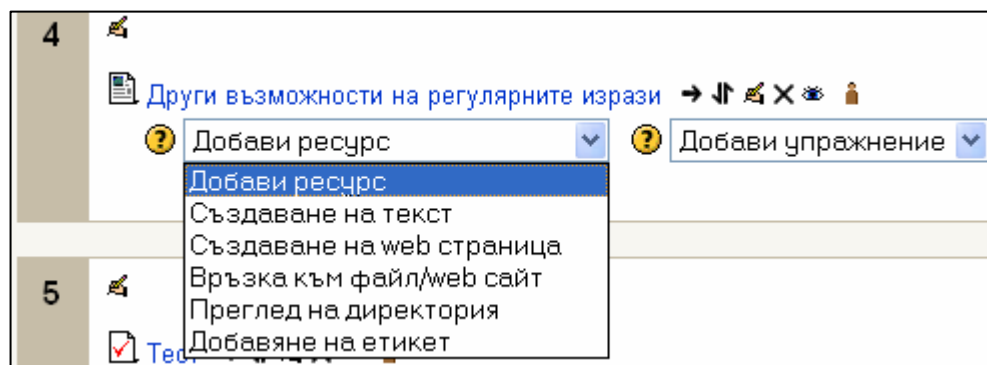 4
Други възможности на регулярните изрази
Добави ресурс Добави упражнение
Добави ресурс
Създаване на текст
Създаване на web страница
Връзка към файл/web сайт
5
Преглед на директория
Добавяне на етикет